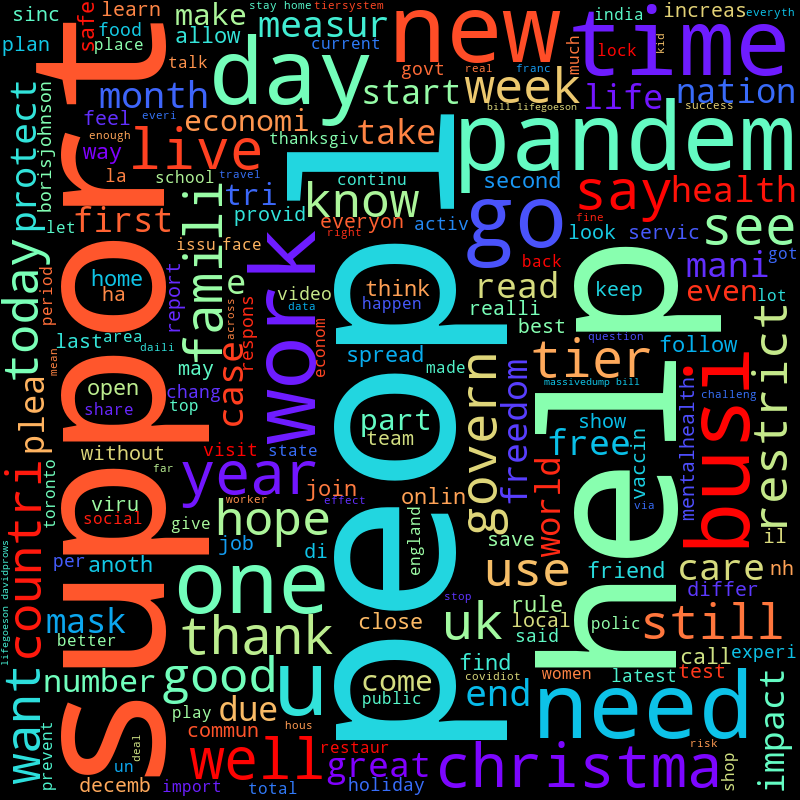 sinc
safe
learn
make
stay home
tiersystem
new
time
india
increas
everyth
plan
food
place
allow
measur
current
day
talk
govt
real
franc
much
lock
kid
month
start
week
bill lifegoeson
life
nation
success
protect
borisjohnson
feel
enough
everi
economi
live
thanksgiv
take
pandem
way
la
school
continu
second
travel
say
health
let
first
tri
provid
know
everyon
activ
go
fine
look
servic
see
got
today
period
issu
face
famili
right
back
support
home
ha
report
e
video
think
happen
read
realli
keep
mani
even
lot
last
area
case
across
respons
data
people
help
best
follow
daili
mean
may
chang
work
econom
spread
made
tier
question
restrict
plea
open
share
top
massivedump bill
challeng
part
team
govern
freedom
show
free
busi
without
far
visit
state
mentalhealth
vaccin
countri
toronto
viru
social
year
worker
join
onlin
world
via
give
hope
effect
england
save
use
il
per
anoth
job
di
stop
friend
care
nh
lifegoeson davidprows
mask
better
one
thank
close
uk
rule
local
said
polic
differ
still
find
call
experi
want
number
good
u
come
covidiot
end
women
latest
test
play
due
public
need
impact
prevent
deal
commun
hous
well
restaur
great
christma
risk
shop
un
decemb
import
total
holiday